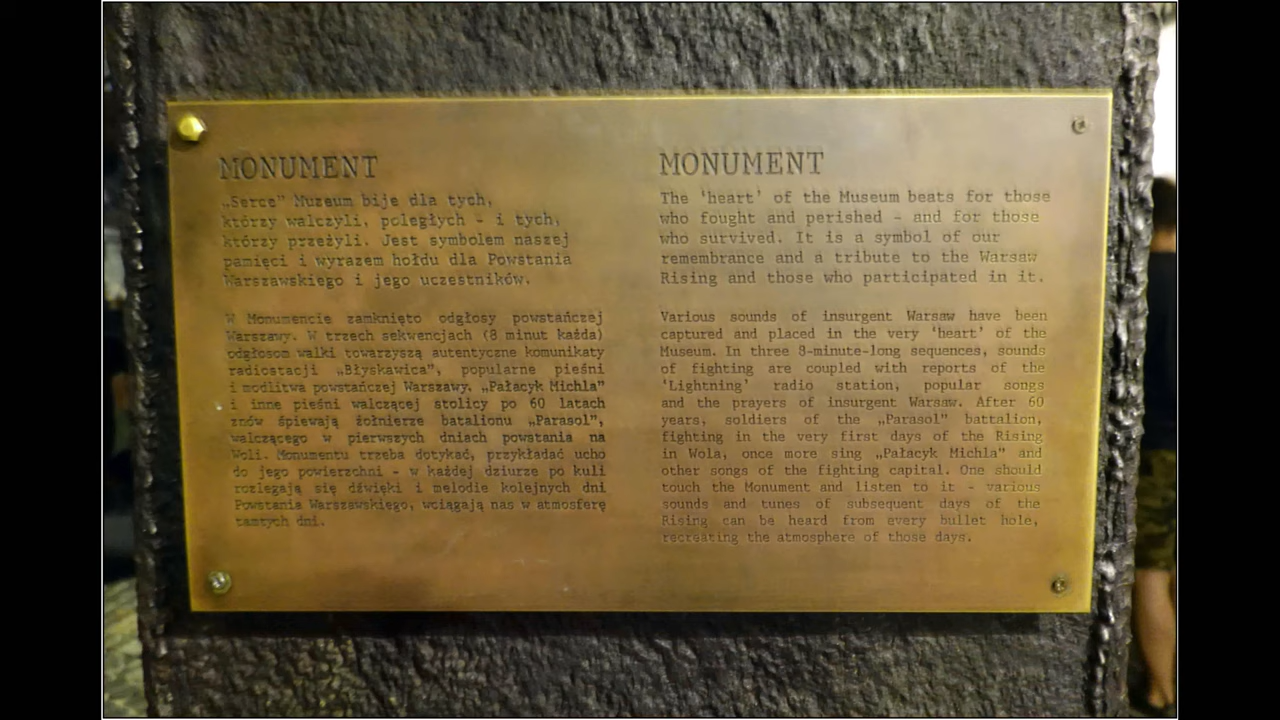 MONUMENT
„Serce” Muzeum bije dla tych,
którzy walczyli, poległych - i tych,
którzy przeżyli. Jest symbolem naszej
pamięci i wyrazem hołdu dla Powstania
Warszawskiego i jego uczestników.
W Monumencie zamknięto odgłosy powstańczej
Warszawy. W trzech sekwencjach (8 minut każda)
odgłosom walki towarzyszą autentyczne komunikaty
radiostacji „Błyskawica”, popularne pieśni
i modlitwa powstańczej Warszawy. „Pałacyk Michla”
i inne pieśni walczącej stolicy po 60 latach
znów śpiewają żołnierze batalionu „Parasol”,
walczącego w pierwszych dniach powstania na
Woli. Monumentu trzeba dotykać, przykładać ucho
do jego powierzchni - w każdej dziurze po kuli
rozlegają się dźwięki i melodie kolejnych dni
Powstania Warszawskiego, wciągają nas w atmosferę
tamtych dni.
MONUMENT
The 'heart' of the Museum beats for those
who fought and perished - and for those
who survived. It is a symbol of our
remembrance and a tribute to the Warsaw
Rising and those who participated in it.
Various sounds of insurgent Warsaw have been
captured and placed in the very 'heart' of the
Museum. In three 8-minute-long sequences, sounds
of fighting are coupled with reports of the
'Lightning' radio station, popular songs
and the prayers of insurgent Warsaw. After 60
years, soldiers of the „Parasol” battalion,
fighting in the very first days of the Rising
in Wola, once more sing „Pałacyk Michla” and
other songs of the fighting capital. One should
touch the Monument and listen to it - various
sounds and tunes of subsequent days of the
Rising can be heard from every bullet hole,
recreating the atmosphere of those days.